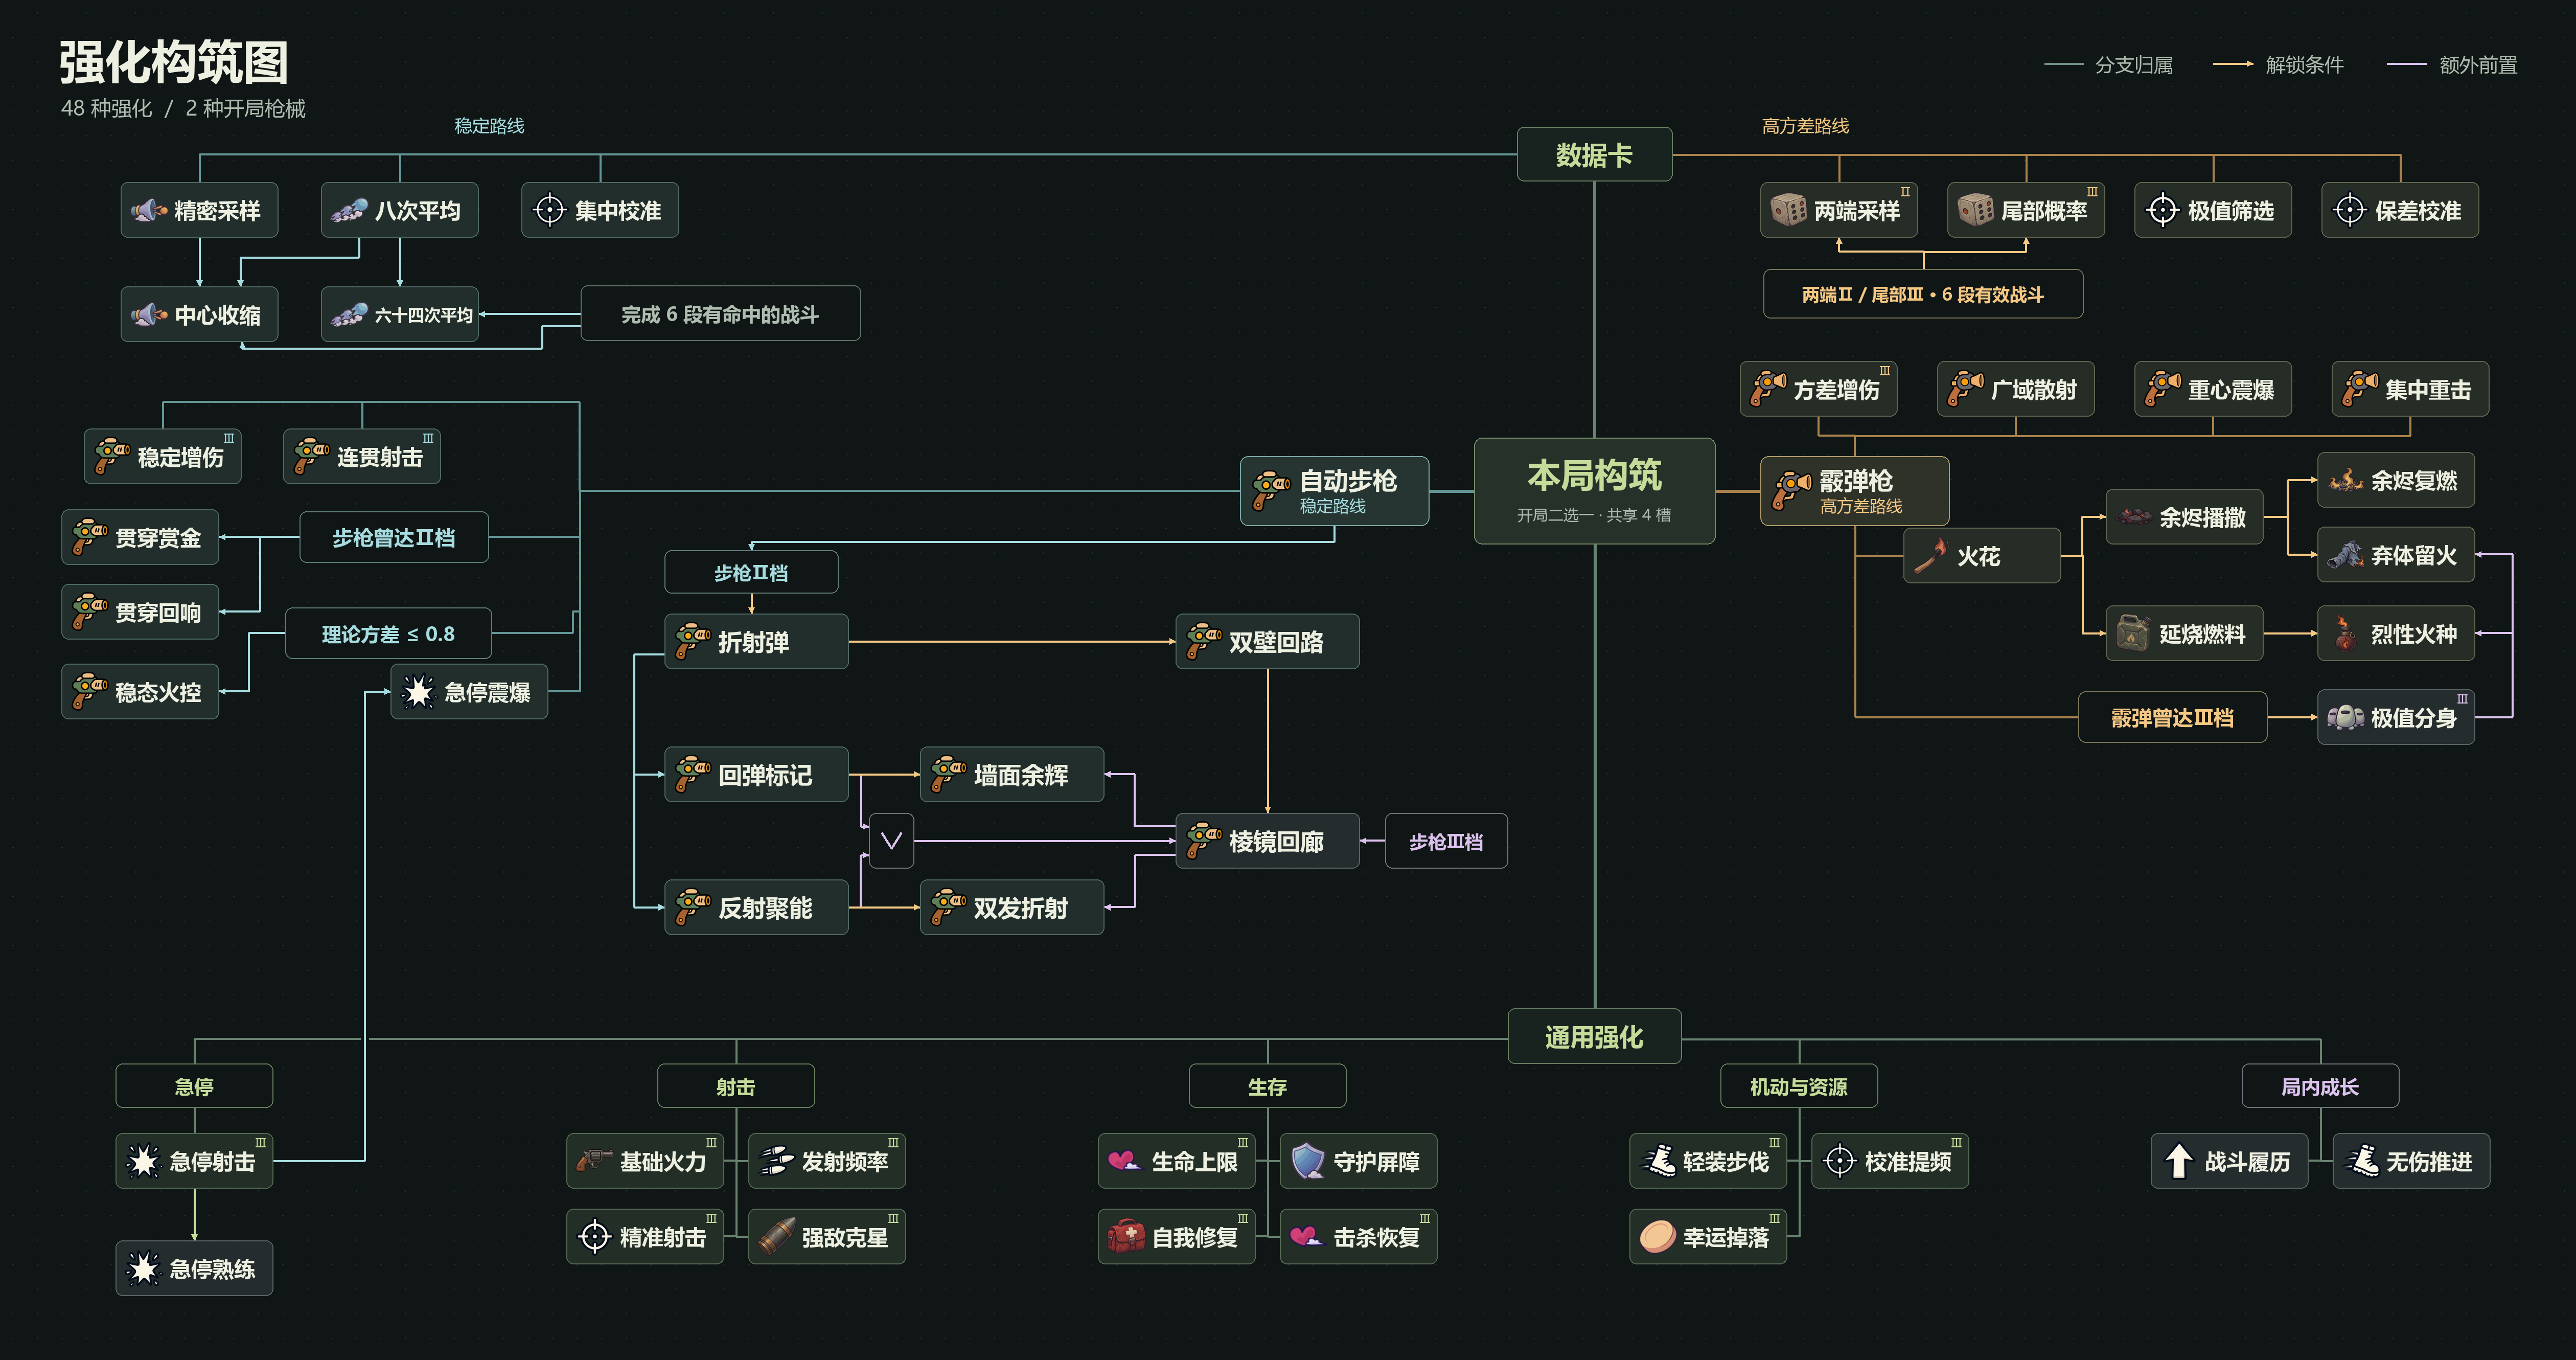 强化构筑图
48 种强化 / 2 种开局枪械
分支归属
解锁条件
额外前置
稳定路线
高方差路线
数据卡
精密采样
八次平均
集中校准
两端采样 II
尾部概率 III
极值筛选
保差校准
中心收缩
六十四次平均
完成 6 段有命中的战斗
两端II / 尾部III · 6 段有效战斗
方差增伤 III
广域散射
重心震爆
集中重击
稳定增伤 III
连贯射击 III
自动步枪
稳定路线
本局构筑
开局二选一 · 共享 4 槽
霰弹枪
高方差路线
余烬复燃
贯穿赏金
步枪曾达II档
余烬播撒
火花
弃体留火
步枪II档
贯穿回响
理论方差 ≤ 0.8
折射弹
双壁回路
延烧燃料
烈性火种
稳态火控
急停震爆
霰弹曾达III档
极值分身 III
回弹标记
墙面余辉
棱镜回廊
步枪III档
反射聚能
双发折射
通用强化
急停
射击
生存
机动与资源
局内成长
急停射击 III
基础火力 III
发射频率 III
生命上限 III
守护屏障
轻装步伐 III
校准提频 III
战斗履历
无伤推进
精准射击 III
强敌克星 III
自我修复 III
击杀恢复 III
幸运掉落 III
急停熟练